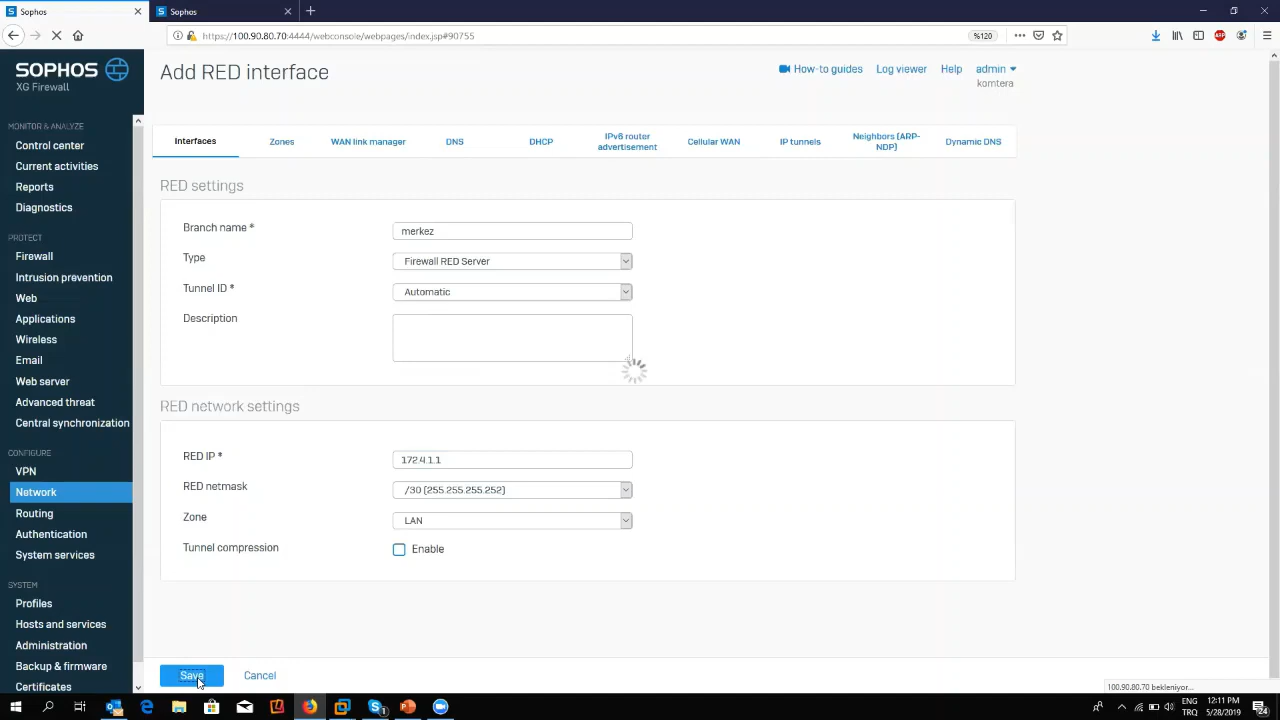 Sophos
Sophos
https://100.90.80.70:4444/webconsole/webpages/index.jsp#90755
%120
SOPHOS
XG Firewall
Add RED interface
How-to guides
Log viewer
Help
admin
komtera
MONITOR & ANALYZE
Control center
Current activities
Reports
Diagnostics
PROTECT
Firewall
Intrusion prevention
Web
Applications
Wireless
Email
Web server
Advanced threat
Central synchronization
CONFIGURE
VPN
Network
Routing
Authentication
System services
SYSTEM
Profiles
Hosts and services
Administration
Backup & firmware
Certificates
Interfaces
Zones
WAN link manager
DNS
DHCP
IPv6 router
advertisement
Cellular WAN
IP tunnels
Neighbors (ARP-
NDP)
Dynamic DNS
RED settings
Branch name *
merkez
Type
Firewall RED Server
Tunnel ID *
Automatic
Description
RED network settings
RED IP *
172.4.1.1
RED netmask
/30 (255.255.255.252)
Zone
LAN
Tunnel compression
Enable
Save
Cancel
100.90.80.70 bekleniyor...
ENG
TRQ
12:11 PM
5/28/2019
24